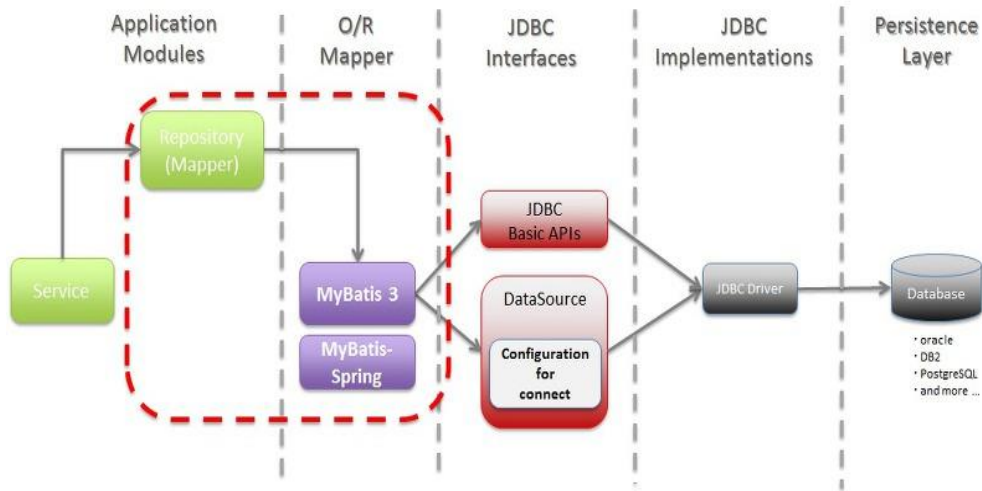 Application
Modules
O/R
Mapper
JDBC
Interfaces
JDBC
Implementations
Persistence
Layer
Repository
(Mapper)
Service
MyBatis 3
MyBatis-
Spring
JDBC
Basic APIs
DataSource
Configuration
for
connect
JDBC Driver
Database
・oracle
・DB2
・PostgreSQL
・and more ...